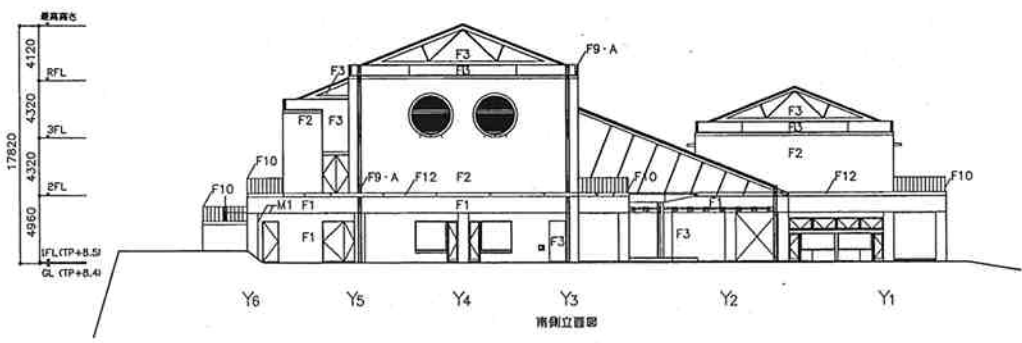 最高高さ
4120
RFL
4320
3FL
4320
17820
2FL
4960
1FL(TP+8.5)
GL (TP+8.4)
F3
F3
F9・A
F3
F2
F3
F3
F2
F10
F10
F9・A
F12
F2
F10
F12
F10
M1
F1
F1
F1
F1
F3
F3
Y6
Y5
Y4
Y3
Y2
Y1
南側立面図